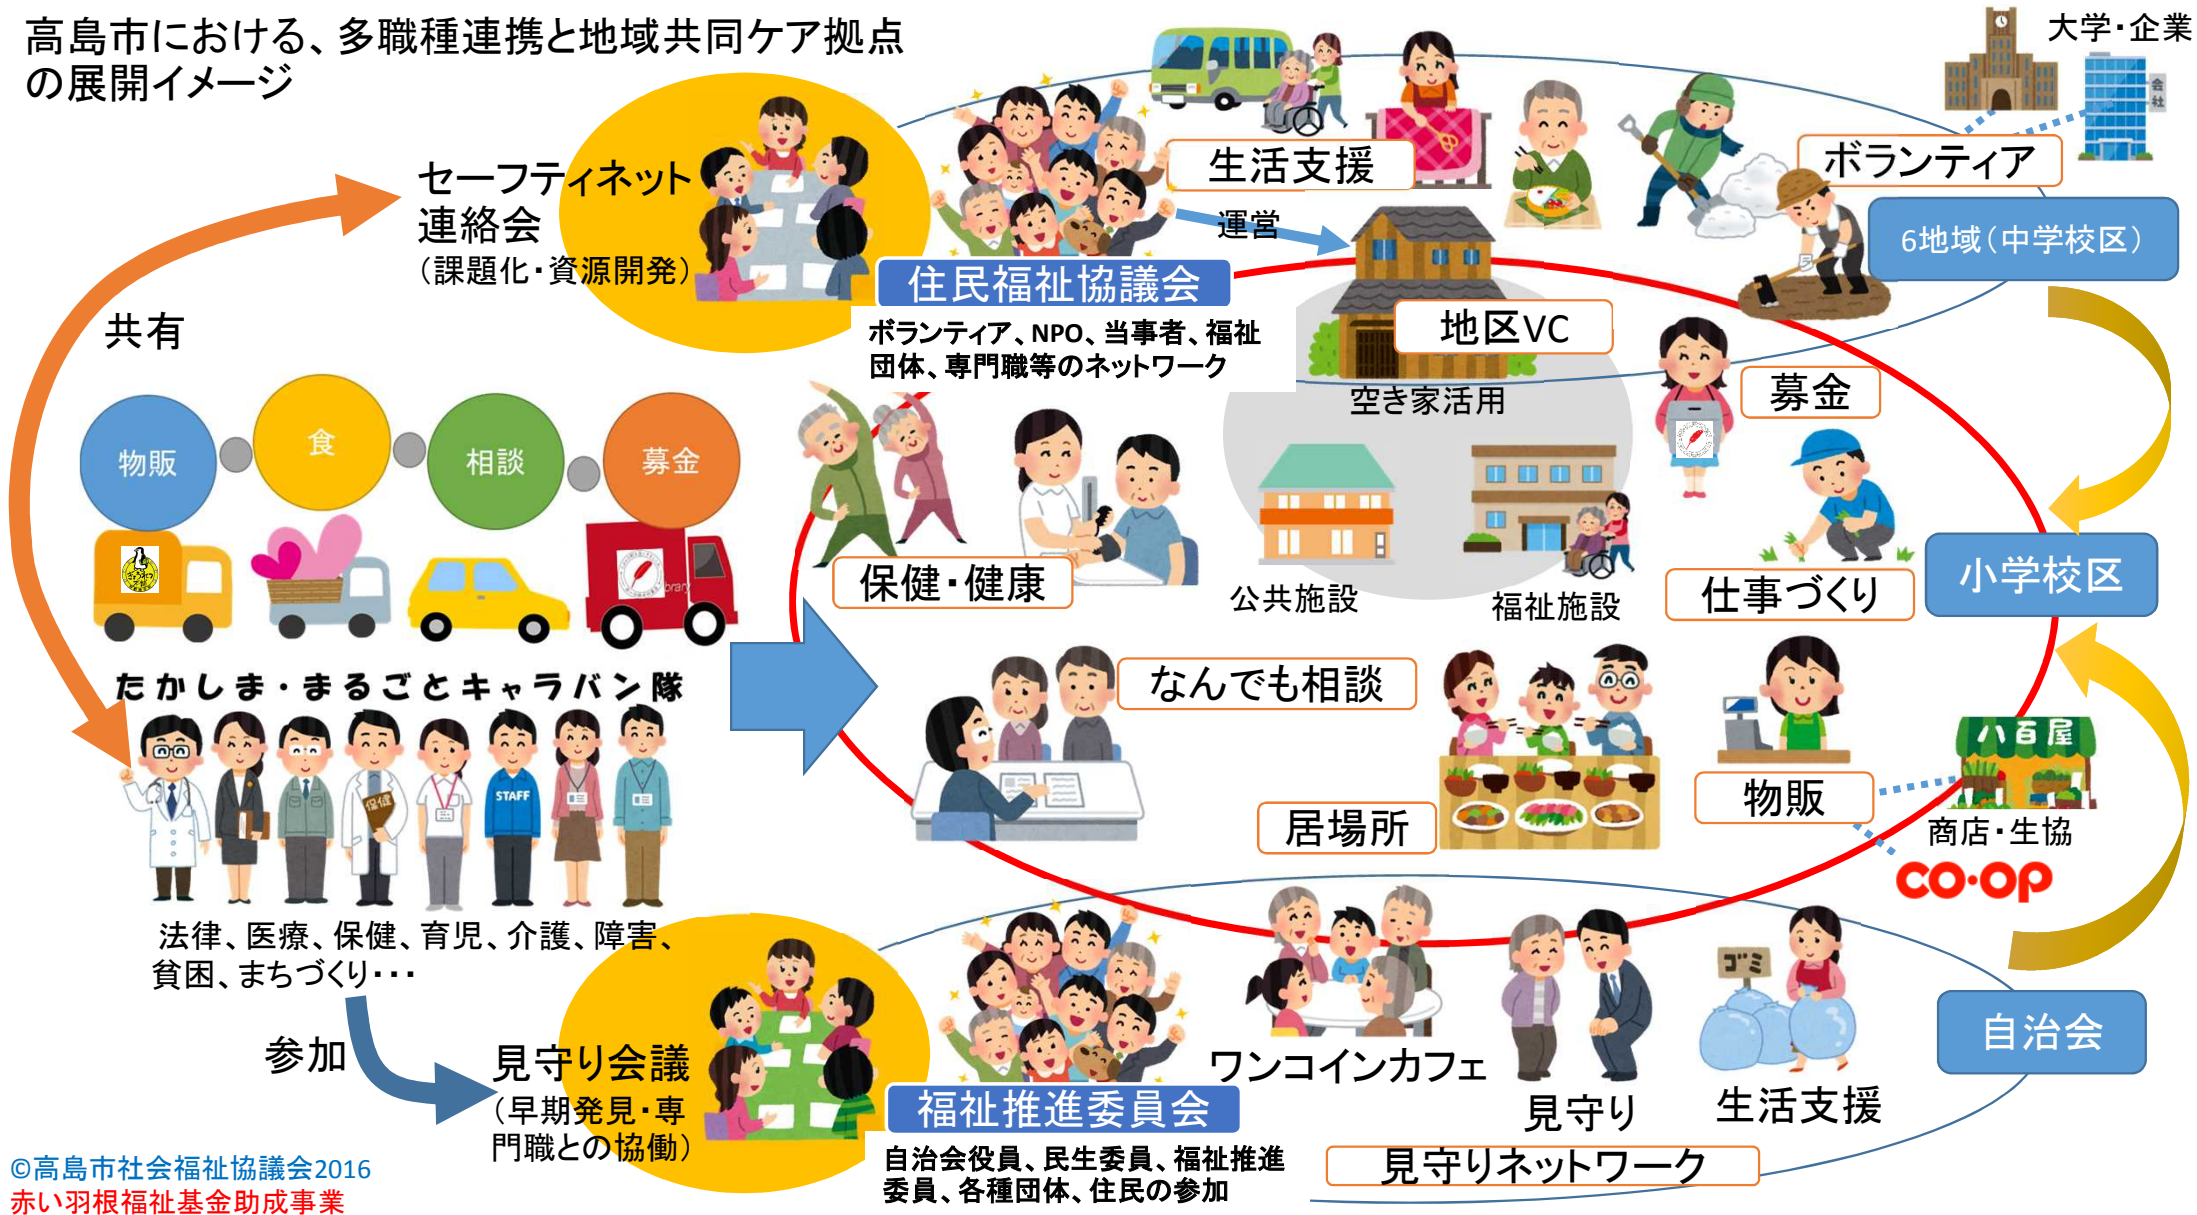 高島市における、多職種連携と地域共同ケア拠点
の展開イメージ
大学・企業
会社
セーフティネット
連絡会
（課題化・資源開発）
生活支援
ボランティア
運営
6地域（中学校区）
住民福祉協議会
ボランティア、NPO、当事者、福祉
団体、専門職等のネットワーク
地区VC
空き家活用
募金
共有
物販
食
相談
募金
保健・健康
公共施設
福祉施設
仕事づくり
小学校区
たかしま・まるごとキャラバン隊
保健
STAFF
なんでも相談
居場所
物販
八百屋
商店・生協
CO・OP
法律、医療、保健、育児、介護、障害、
貧困、まちづくり・・・
参加
見守り会議
（早期発見・専
門職との協働）
福祉推進委員会
自治会役員、民生委員、福祉推進
委員、各種団体、住民の参加
ワンコインカフェ
見守り
ゴミ
生活支援
自治会
見守りネットワーク
©高島市社会福祉協議会2016
赤い羽根福祉基金助成事業